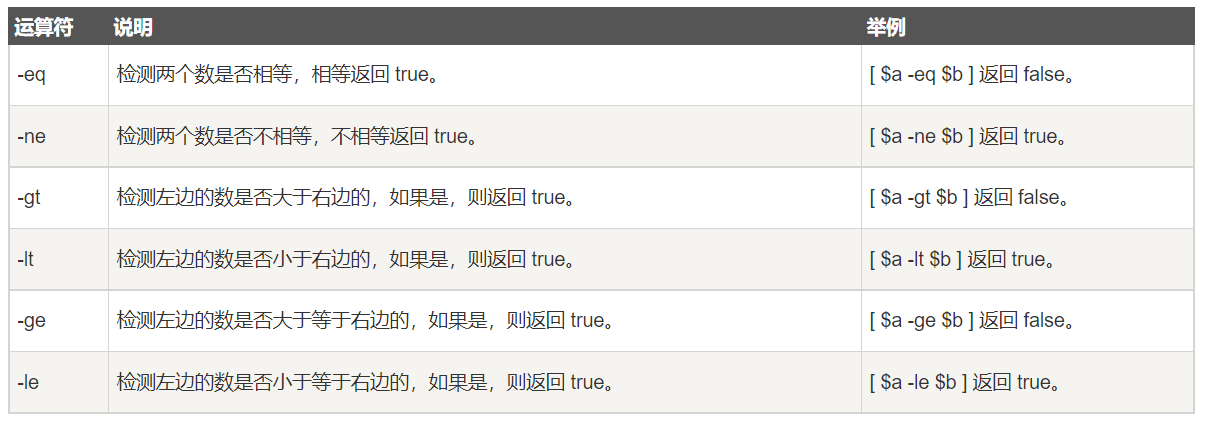 运算符 说明 举例
-eq 检测两个数是否相等，相等返回 true。 [ $a -eq $b ] 返回 false。
-ne 检测两个数是否不相等，不相等返回 true。 [ $a -ne $b ] 返回 true。
-gt 检测左边的数是否大于右边的，如果是，则返回 true。 [ $a -gt $b ] 返回 false。
-lt 检测左边的数是否小于右边的，如果是，则返回 true。 [ $a -lt $b ] 返回 true。
-ge 检测左边的数是否大于等于右边的，如果是，则返回 true。 [ $a -ge $b ] 返回 false。
-le 检测左边的数是否小于等于右边的，如果是，则返回 true。 [ $a -le $b ] 返回 true。